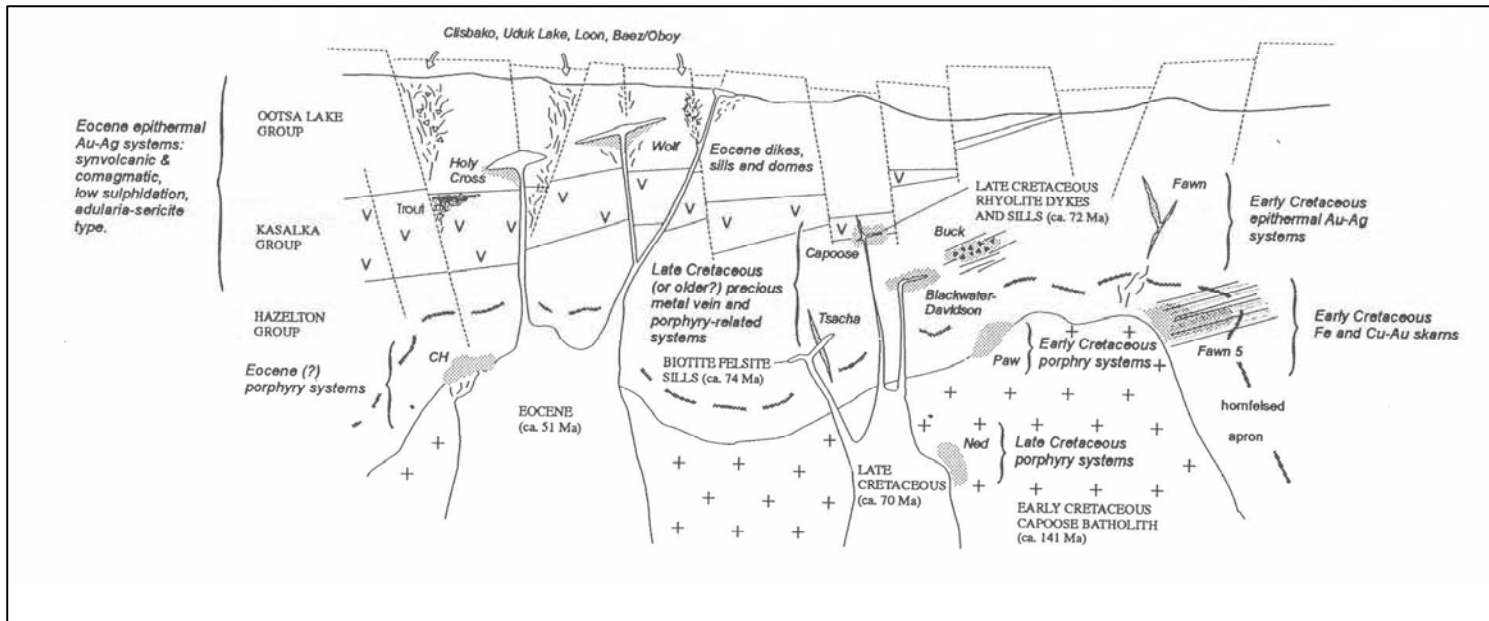 Clisbako, Uduk Lake, Loon, Baez/Oboy
OOTSA LAKE
GROUP
Eocene epithermal
Au-Ag systems:
synvolcanic &
comagmatic,
low sulphidation,
adularia-sericite
type.
Holy
Cross
Wolf
Eocene dikes,
sills and domes
Trout
V
V
V
V
V
V
V
V
V
V
V
V
V
KASALKA
GROUP
LATE CRETACEOUS
RHYOLITE DYKES
AND SILLS (ca. 72 Ma)
Fawn
Early Cretaceous
epithermal Au-Ag
systems
Capoose
Buck
Late Cretaceous
(or older?) precious
metal vein and
porphyry-related
systems
Blackwater-
Davidson
Tsacha
HAZELTON
GROUP
CH
Eocene (?)
porphyry systems
BIOTITE FELSITE
SILLS (ca. 74 Ma)
Paw
Early Cretaceous
porphry systems
Fawn 5
Early Cretaceous
Fe and Cu-Au skarns
hornfelsed
apron
EOCENE
(ca. 51 Ma)
Ned
Late Cretaceous
porphyry systems
LATE
CRETACEOUS
(ca. 70 Ma)
EARLY CRETACEOUS
CAPOOSE BATHOLITH
(ca. 141 Ma)